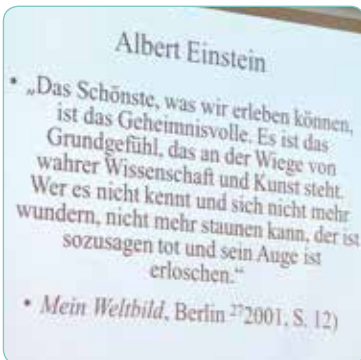 Albert Einstein
• „Das Schönste, was wir erleben können,
ist das Geheimnisvolle. Es ist das
Grundgefühl, das an der Wiege von
wahrer Wissenschaft und Kunst steht.
Wer es nicht kennt und sich nicht mehr
wundern, nicht mehr staunen kann, der ist
sozusagen tot und sein Auge ist
erloschen.“
• Mein Weltbild, Berlin ²⁷2001, S. 12)